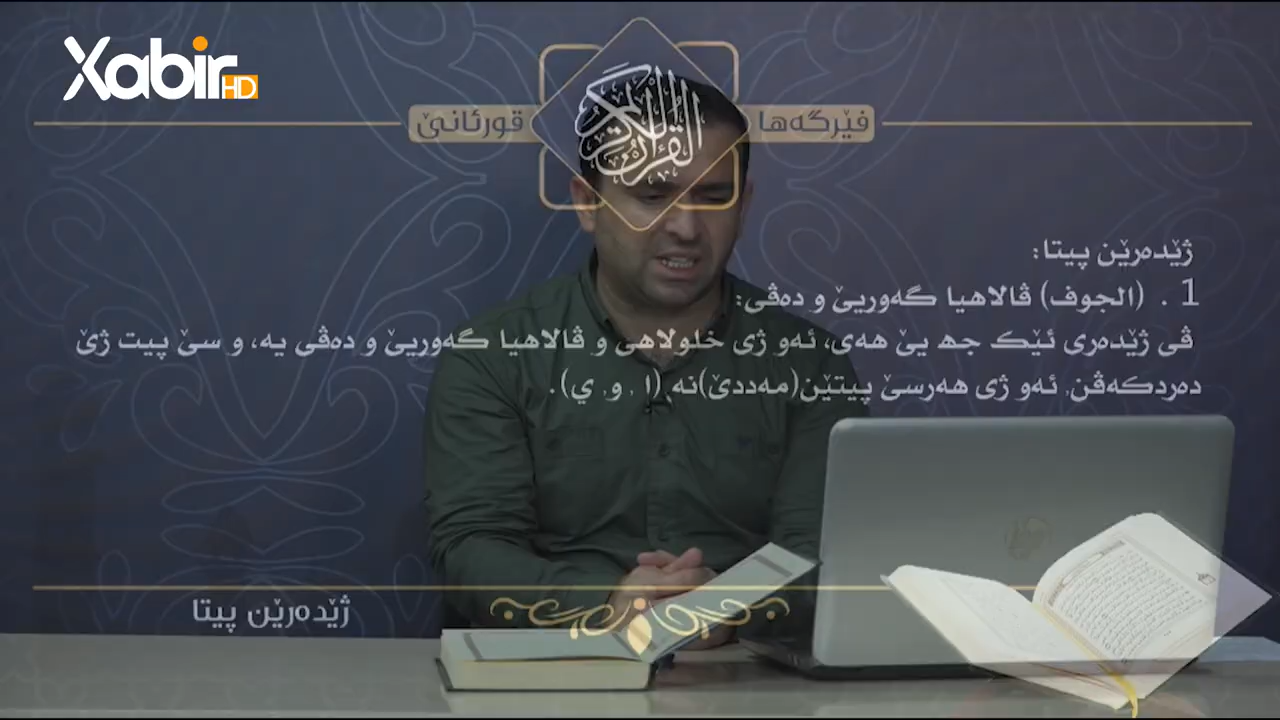 Xabir HD
فێرگەها قورئانێ
القرآن الكريم
ژێدەرێن پیتا:
1 . (الجوف) ڤالاهیا گەوریێ و دەڤی:
ڤی ژێدەری ئێک جھ یێ هەی، ئەو ژی خلولاهی و ڤالاهیا گەوریێ و دەڤی یە، و سێ پیت ژێ
دەردکەڤن, ئەو ژی هەرسێ پیتێن(مەددێ)نە (ا , و, ي).
ژێدەرێن پیتا